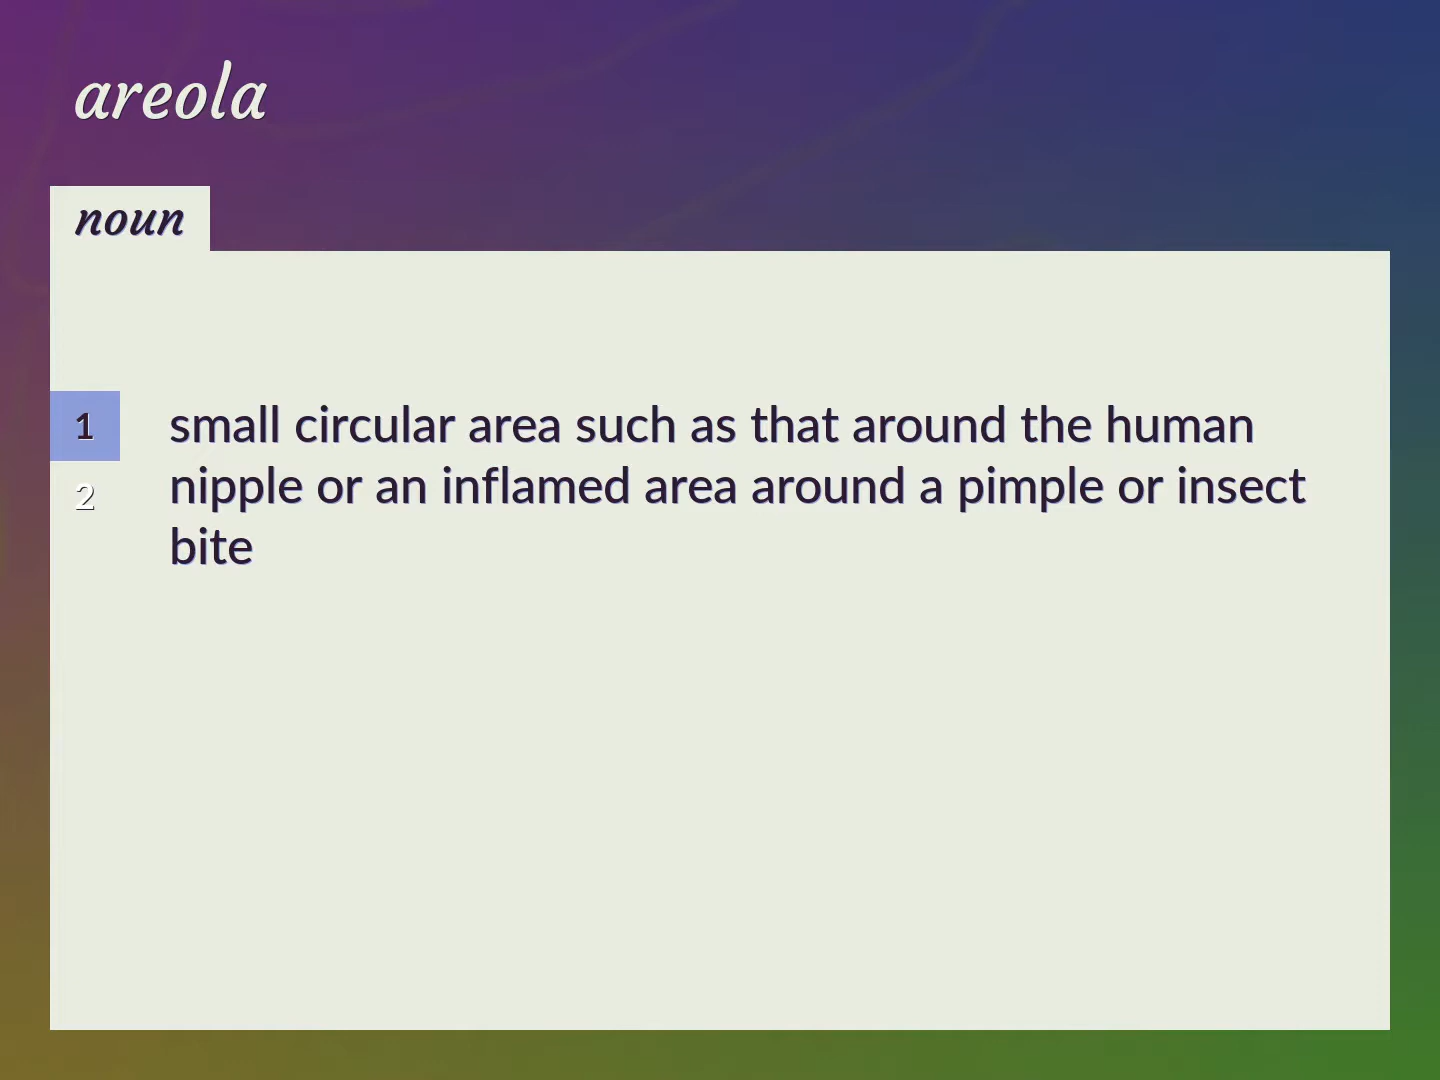 areola
noun
1
small circular area such as that around the human
nipple or an inflamed area around a pimple or insect
bite
2